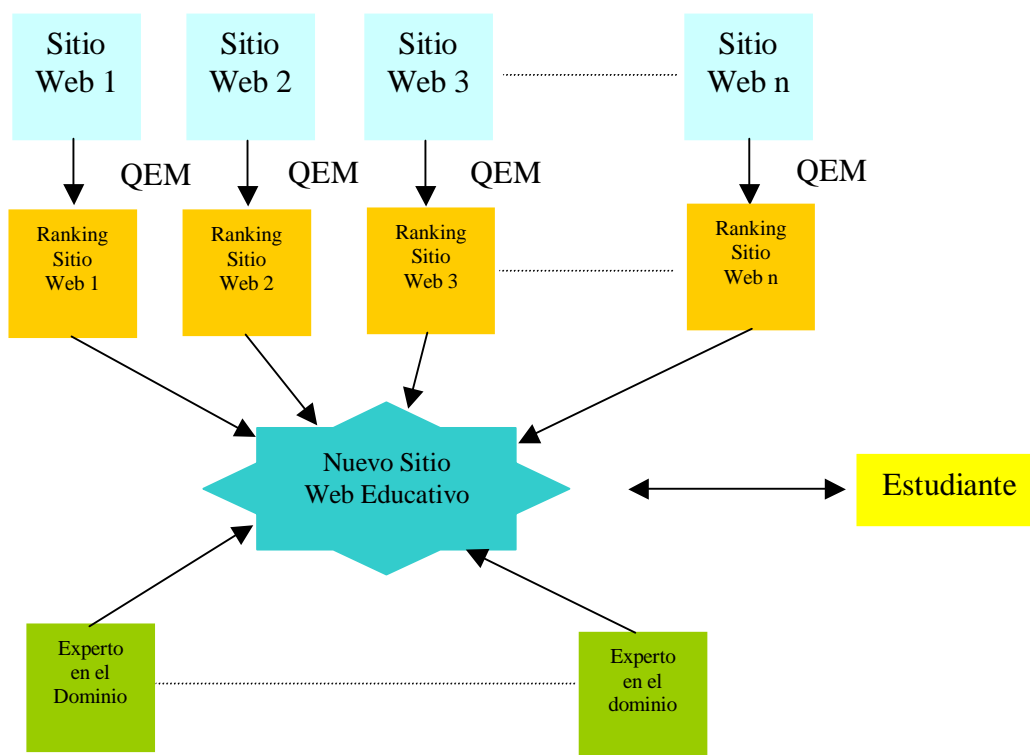 Sitio
Web 1
Sitio
Web 2
Sitio
Web 3
Sitio
Web n
QEM
QEM
QEM
QEM
Ranking
Sitio
Web 1
Ranking
Sitio
Web 2
Ranking
Sitio
Web 3
Ranking
Sitio
Web n
Nuevo Sitio
Web Educativo
Estudiante
Experto
en el
Dominio
Experto
en el
dominio